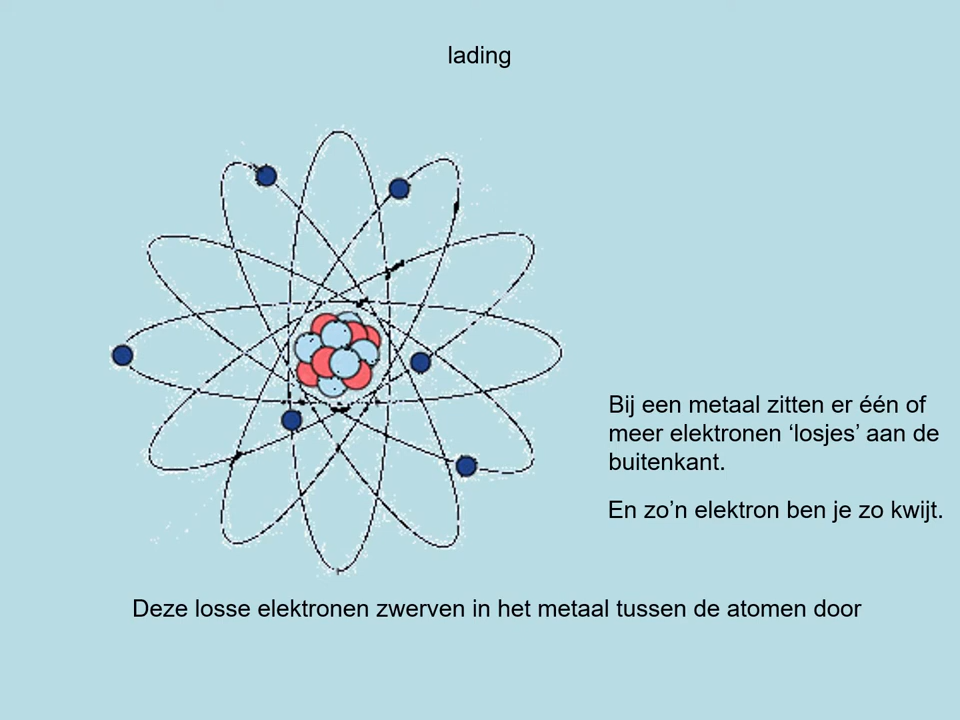 lading
Bij een metaal zitten er één of
meer elektronen ‘losjes’ aan de
buitenkant.
En zo’n elektron ben je zo kwijt.
Deze losse elektronen zwerven in het metaal tussen de atomen door